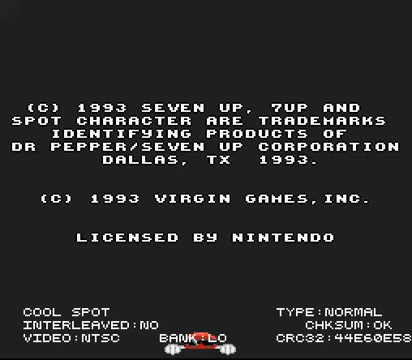 (C) 1993 SEVEN UP, 7UP AND
SPOT CHARACTER ARE TRADEMARKS
IDENTIFYING PRODUCTS OF
DR PEPPER/SEVEN UP CORPORATION
DALLAS, TX 1993.
(C) 1993 VIRGIN GAMES,INC.
LICENSED BY NINTENDO
COOL SPOT TYPE:NORMAL
INTERLEAVED:NO CHKSUM:OK
VIDEO:NTSC BANK:LO CRC32:44E60E58